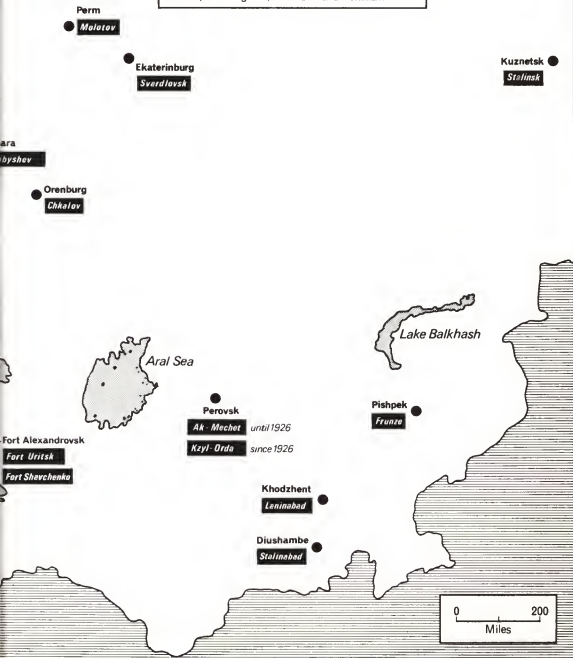 Perm
Molotov
Ekaterinburg
Sverdlovsk
Kuznetsk
Stalinsk
ara
byshev
Orenburg
Chkalov
Lake Balkhash
Aral Sea
Perovsk
Ak-Mechet until 1926
Kzyl-Orda since 1926
Pishpek
Frunze
Fort Alexandrovsk
Fort Uritsk
Fort Shevchenko
Khodzhent
Leninabad
Diushambe
Stalinabad
0 200
Miles